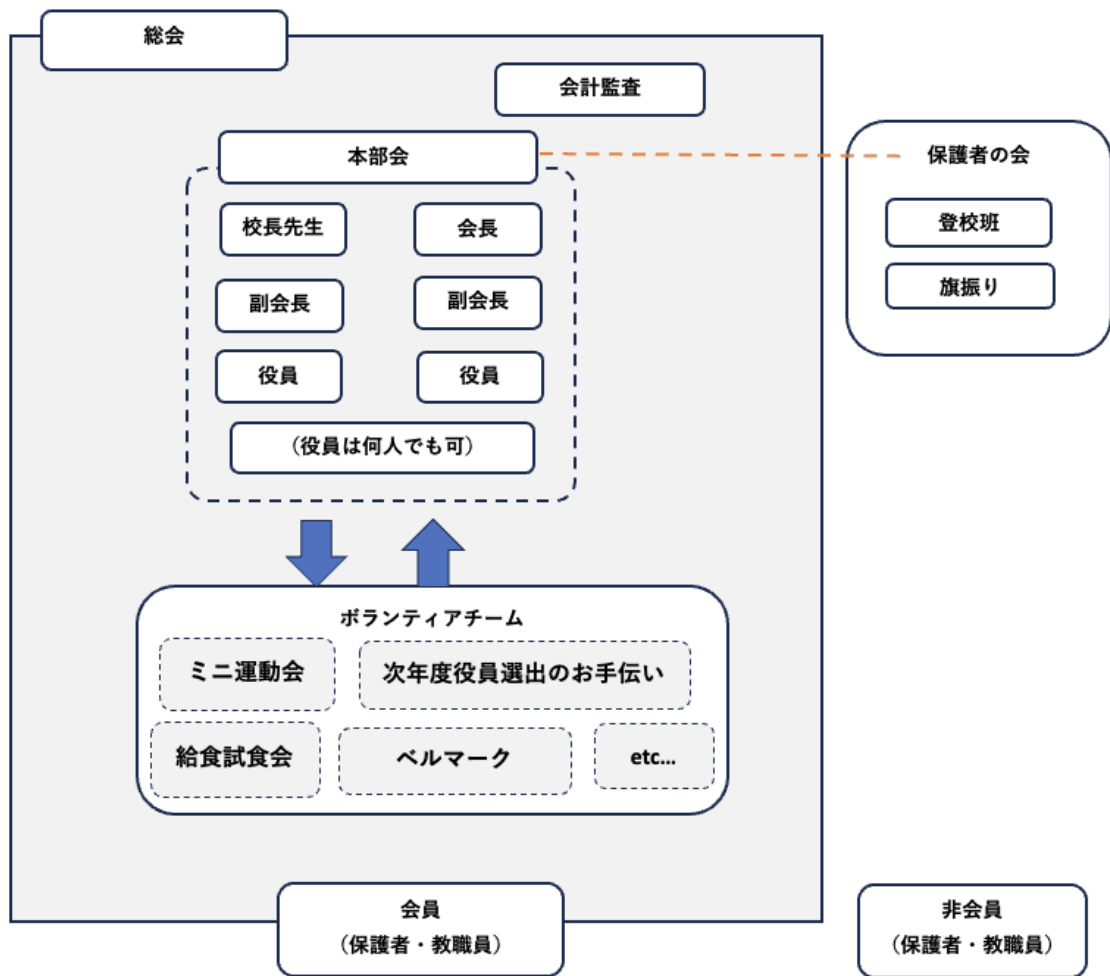 総会
会計監査
本部会
保護者の会
校長先生
会長
登校班
副会長
副会長
旗振り
役員
役員
（役員は何人でも可）
ボランティアチーム
ミニ運動会
次年度役員選出のお手伝い
給食試食会
ベルマーク
etc...
会員
（保護者・教職員）
非会員
（保護者・教職員）